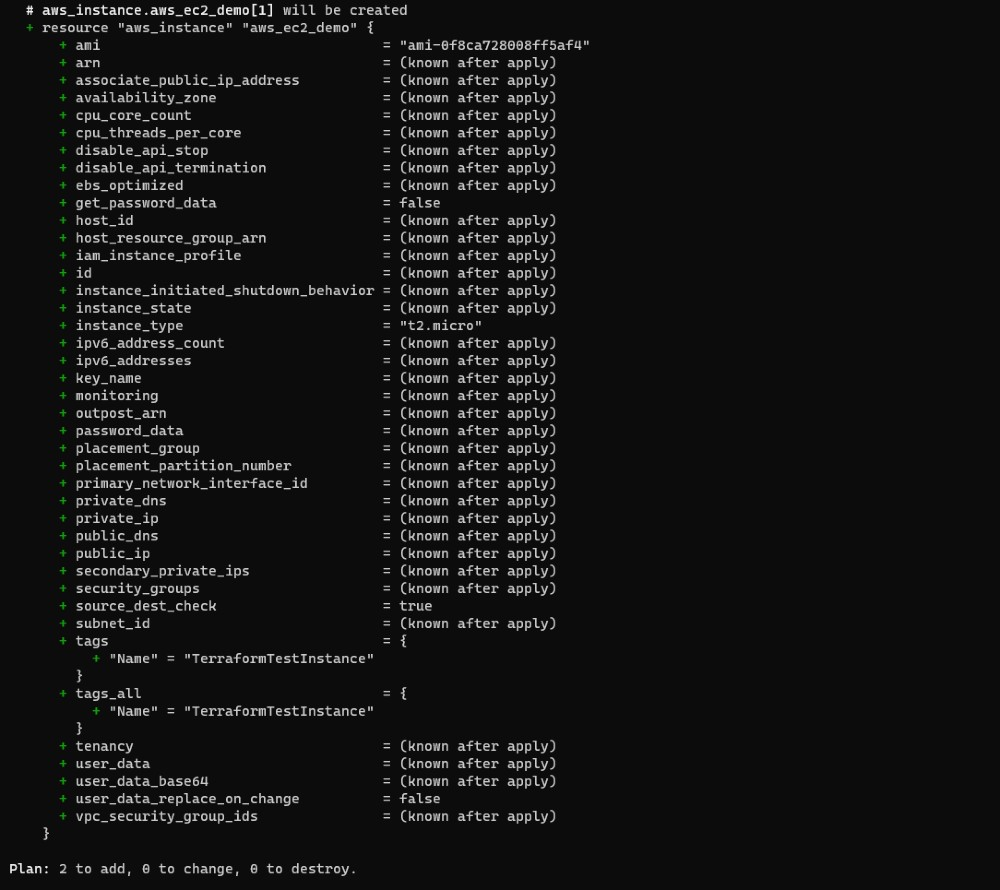 # aws_instance.aws_ec2_demo[1] will be created
+ resource "aws_instance" "aws_ec2_demo" {
+ ami = "ami-0f8ca728008ff5af4"
+ arn = (known after apply)
+ associate_public_ip_address = (known after apply)
+ availability_zone = (known after apply)
+ cpu_core_count = (known after apply)
+ cpu_threads_per_core = (known after apply)
+ disable_api_stop = (known after apply)
+ disable_api_termination = (known after apply)
+ ebs_optimized = (known after apply)
+ get_password_data = false
+ host_id = (known after apply)
+ host_resource_group_arn = (known after apply)
+ iam_instance_profile = (known after apply)
+ id = (known after apply)
+ instance_initiated_shutdown_behavior = (known after apply)
+ instance_state = (known after apply)
+ instance_type = "t2.micro"
+ ipv6_address_count = (known after apply)
+ ipv6_addresses = (known after apply)
+ key_name = (known after apply)
+ monitoring = (known after apply)
+ outpost_arn = (known after apply)
+ password_data = (known after apply)
+ placement_group = (known after apply)
+ placement_partition_number = (known after apply)
+ primary_network_interface_id = (known after apply)
+ private_dns = (known after apply)
+ private_ip = (known after apply)
+ public_dns = (known after apply)
+ public_ip = (known after apply)
+ secondary_private_ips = (known after apply)
+ security_groups = (known after apply)
+ source_dest_check = true
+ subnet_id = (known after apply)
+ tags = {
+ "Name" = "TerraformTestInstance"
}
+ tags_all = {
+ "Name" = "TerraformTestInstance"
}
+ tenancy = (known after apply)
+ user_data = (known after apply)
+ user_data_base64 = (known after apply)
+ user_data_replace_on_change = false
+ vpc_security_group_ids = (known after apply)
}
Plan: 2 to add, 0 to change, 0 to destroy.